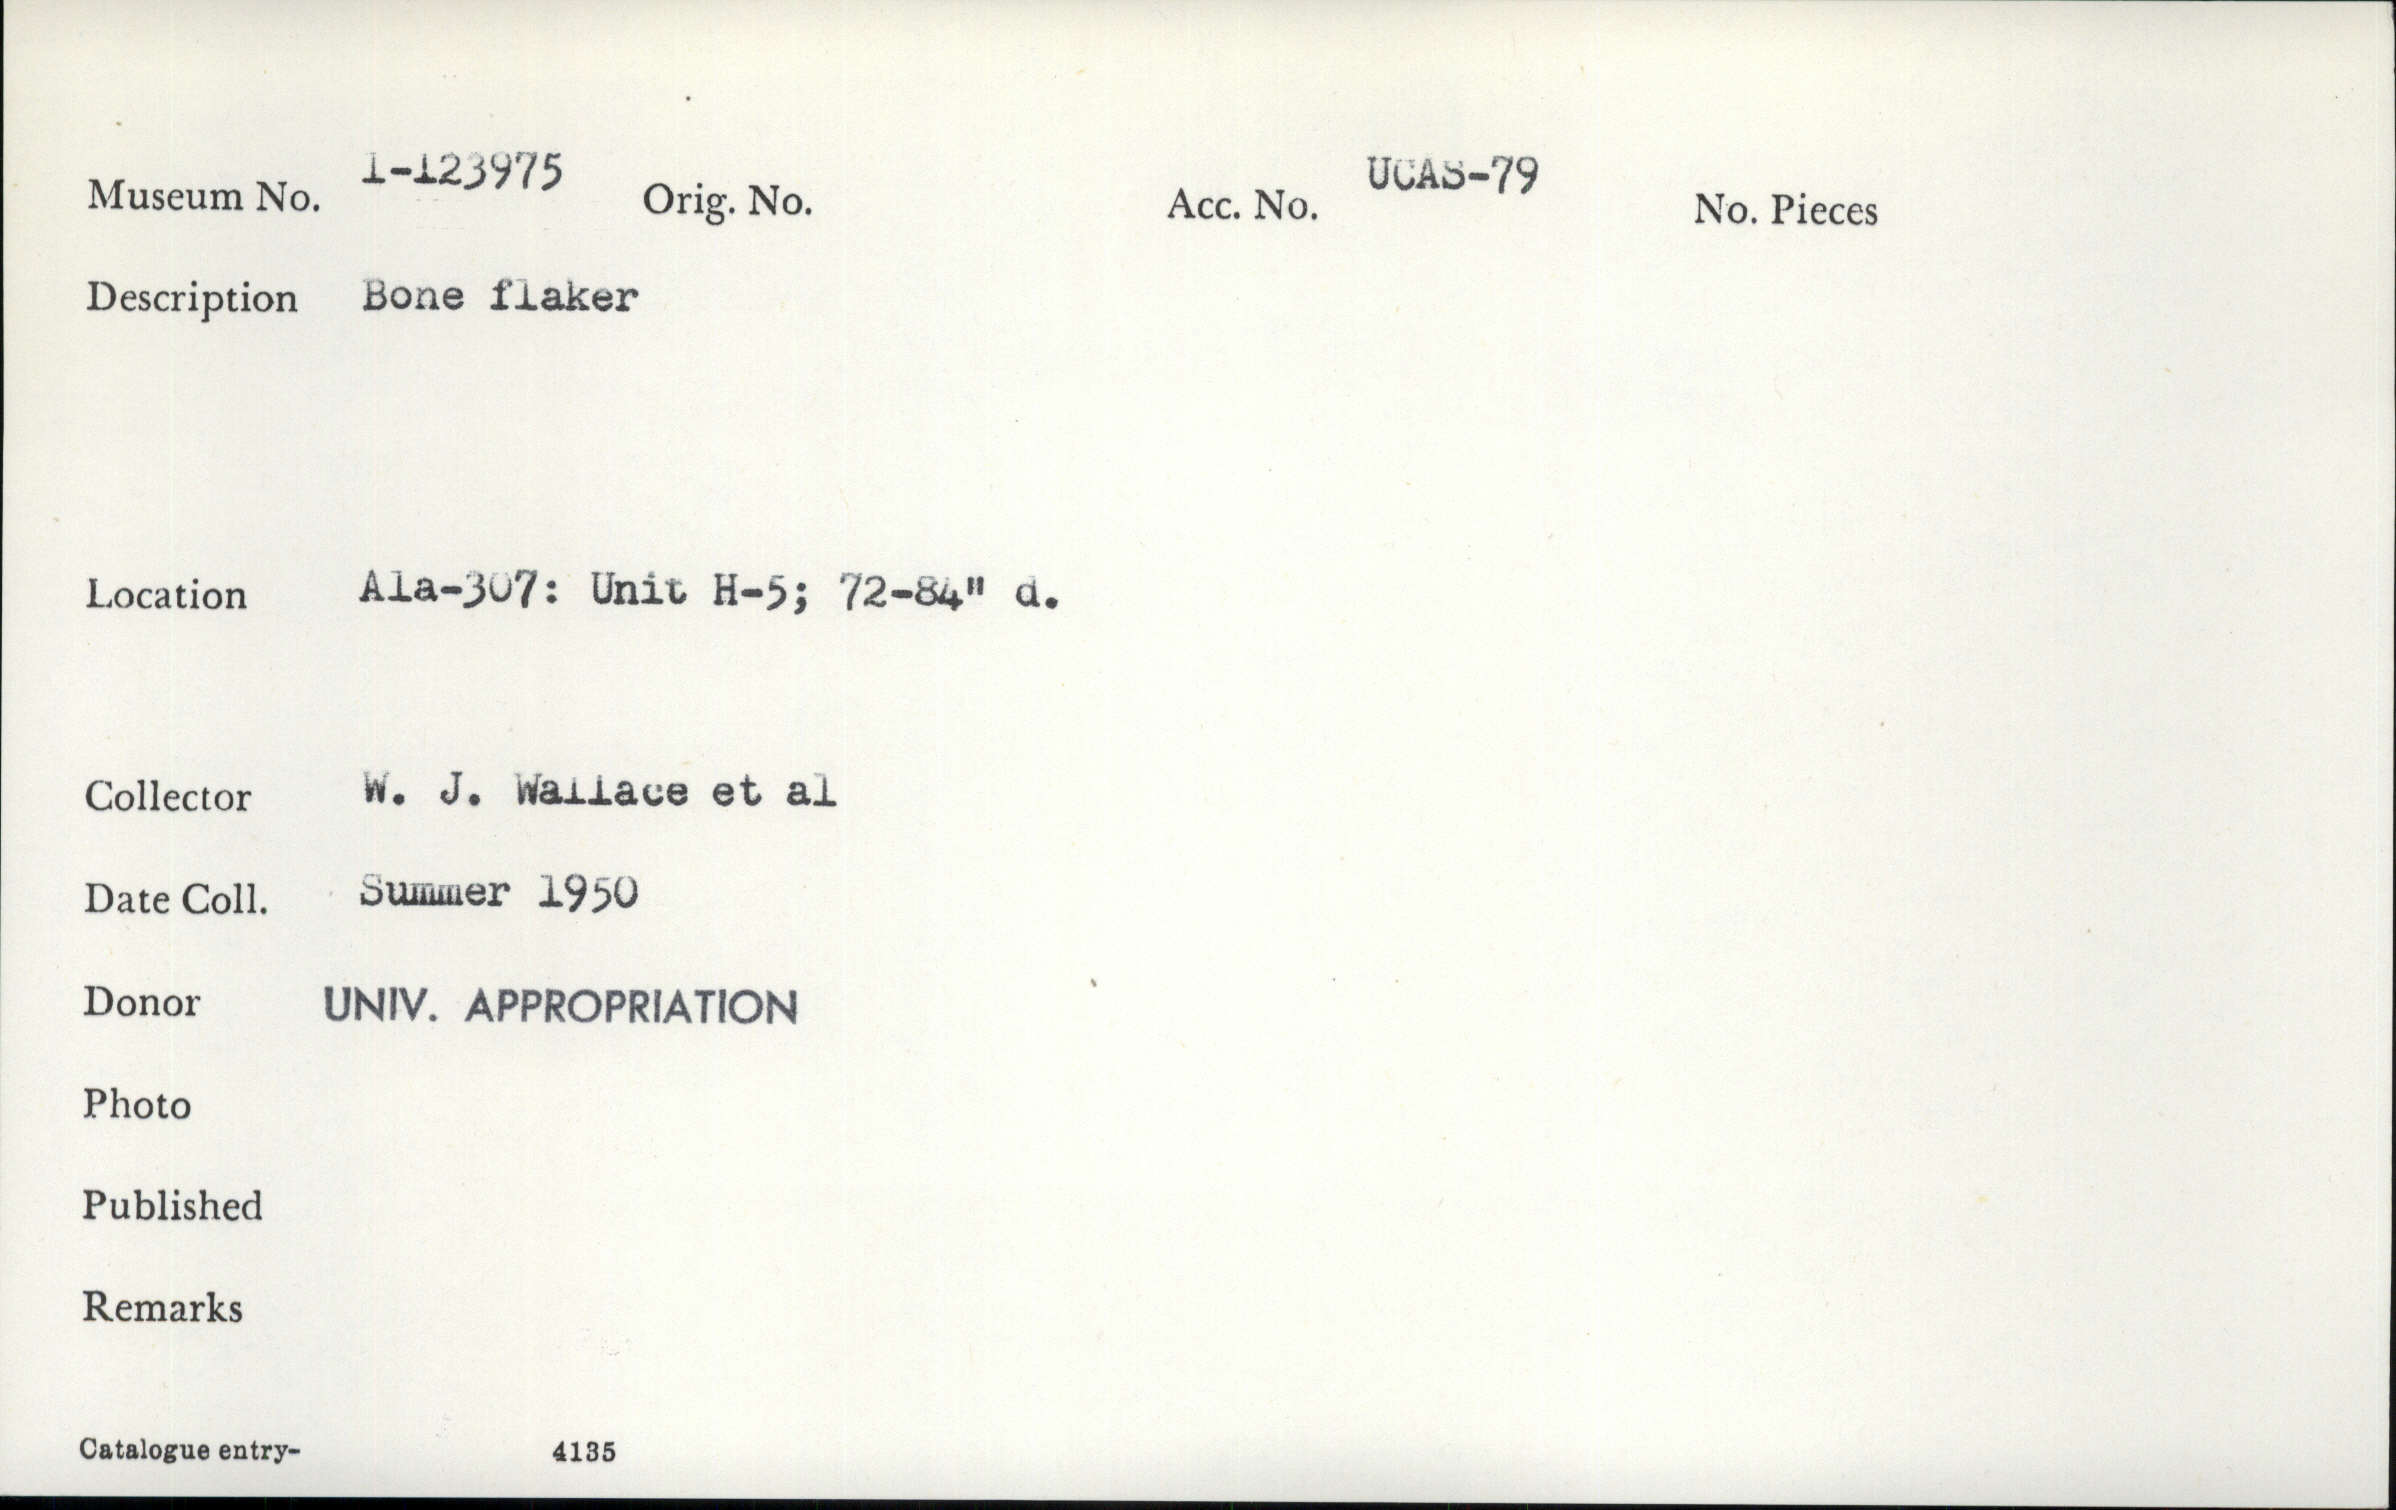 Museum No. 1-123975 Orig. No. Acc. No. UCAS-79 No. Pieces
Description Bone flaker
Location Ala-307: Unit H-5; 72-84" d.
Collector W. J. Wallace et al
Date Coll. Summer 1950
Donor UNIV. APPROPRIATION
Photo
Published
Remarks
Catalogue entry- 4135